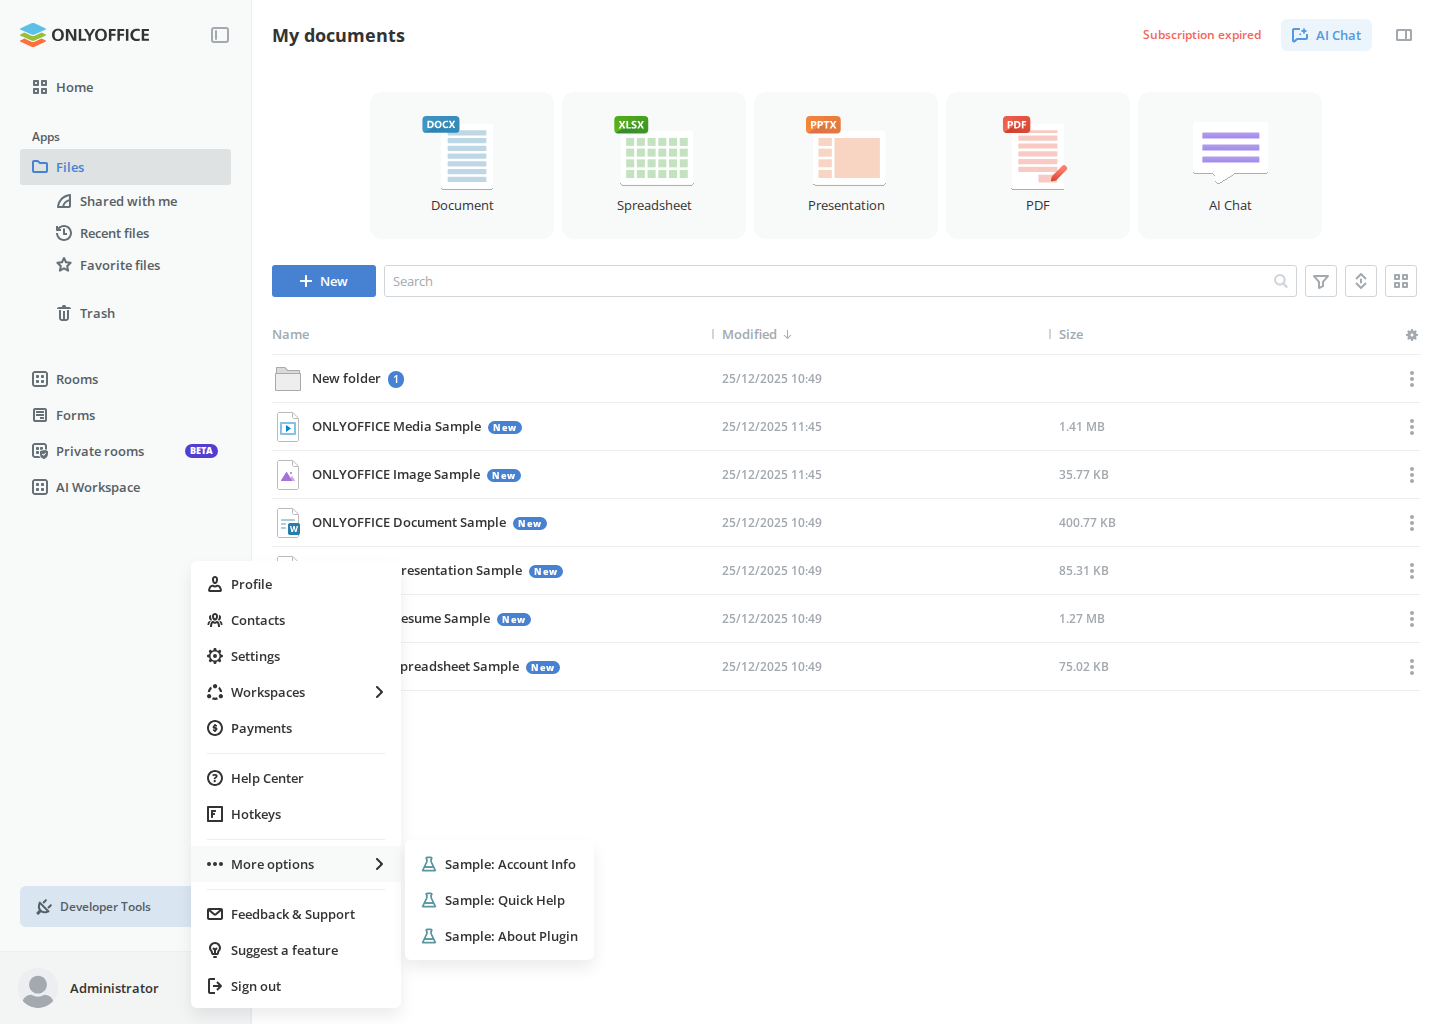 ONLYOFFICE
Home
Apps
Files
Shared with me
Recent files
Favorite files
Trash
Rooms
Forms
Private rooms BETA
AI Workspace
Developer Tools
Administrator
My documents
Subscription expired
AI Chat
DOCX
Document
XLSX
Spreadsheet
PPTX
Presentation
PDF
PDF
AI Chat
New
Search
Name Modified Size
New folder 1 25/12/2025 10:49
ONLYOFFICE Media Sample New 25/12/2025 11:45 1.41 MB
ONLYOFFICE Image Sample New 25/12/2025 11:45 35.77 KB
W
ONLYOFFICE Document Sample New 25/12/2025 10:49 400.77 KB
resentation Sample New 25/12/2025 10:49 85.31 KB
esume Sample New 25/12/2025 10:49 1.27 MB
preadsheet Sample New 25/12/2025 10:49 75.02 KB
Profile
Contacts
Settings
Workspaces
Payments
Help Center
Hotkeys
More options
Feedback & Support
Suggest a feature
Sign out
Sample: Account Info
Sample: Quick Help
Sample: About Plugin